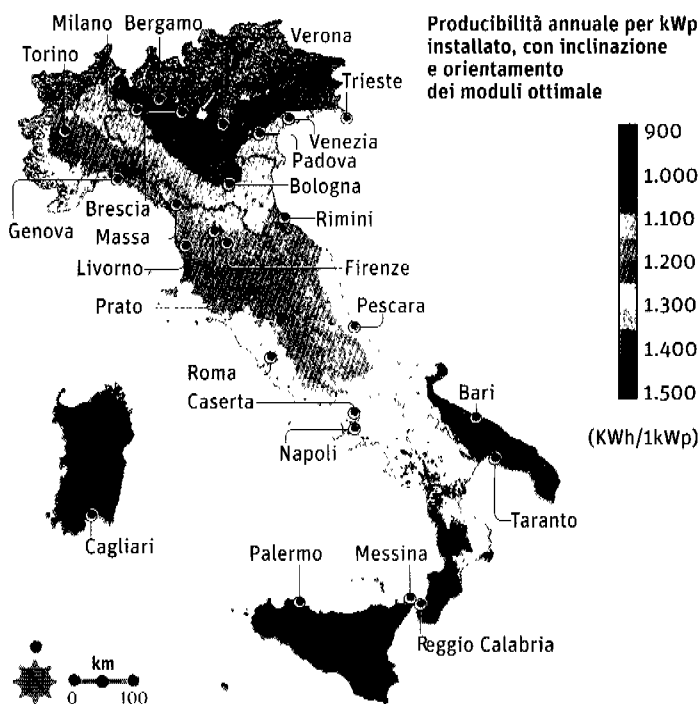 Producibilità annuale per kWp
installato, con inclinazione
e orientamento
dei moduli ottimale
Milano
Bergamo
Verona
Torino
Trieste
Venezia
Padova
Bologna
Brescia
Genova
Rimini
Massa
Livorno
Firenze
Prato
Pescara
Roma
Caserta
Napoli
Bari
Taranto
Cagliari
Palermo
Messina
Reggio Calabria
900
1.000
1.100
1.200
1.300
1.400
1.500
(KWh/1kWp)
km
0 100